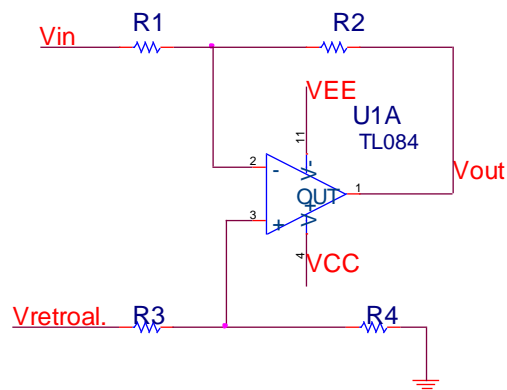 R1
R2
Vin
VEE
U1A
TL084
11
2
-
V-
Vout
OUT
1
3
+
V+
4
VCC
Vretroal.
R3
R4